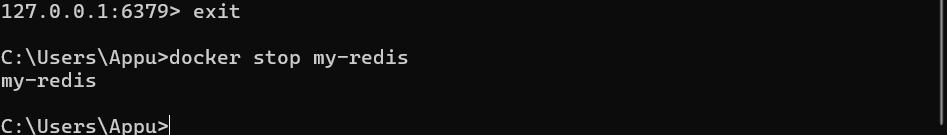 127.0.0.1:6379> exit
C:\Users\Appu>docker stop my-redis
my-redis
C:\Users\Appu>